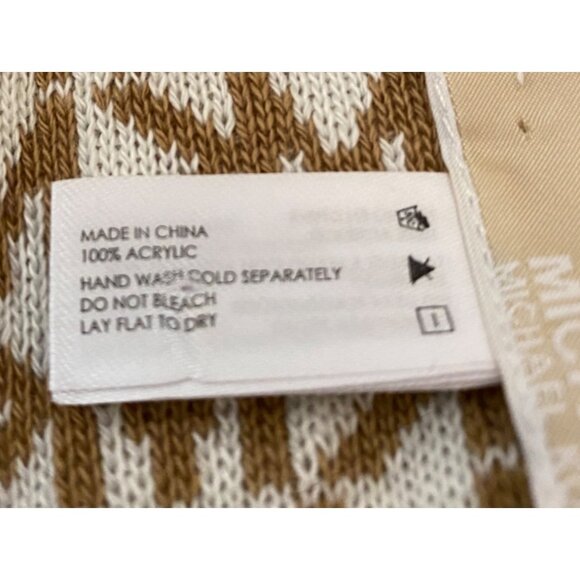 MADE IN CHINA
100% ACRYLIC
HAND WASH COLD SEPARATELY
DO NOT BLEACH
LAY FLAT TO DRY
MICHAEL